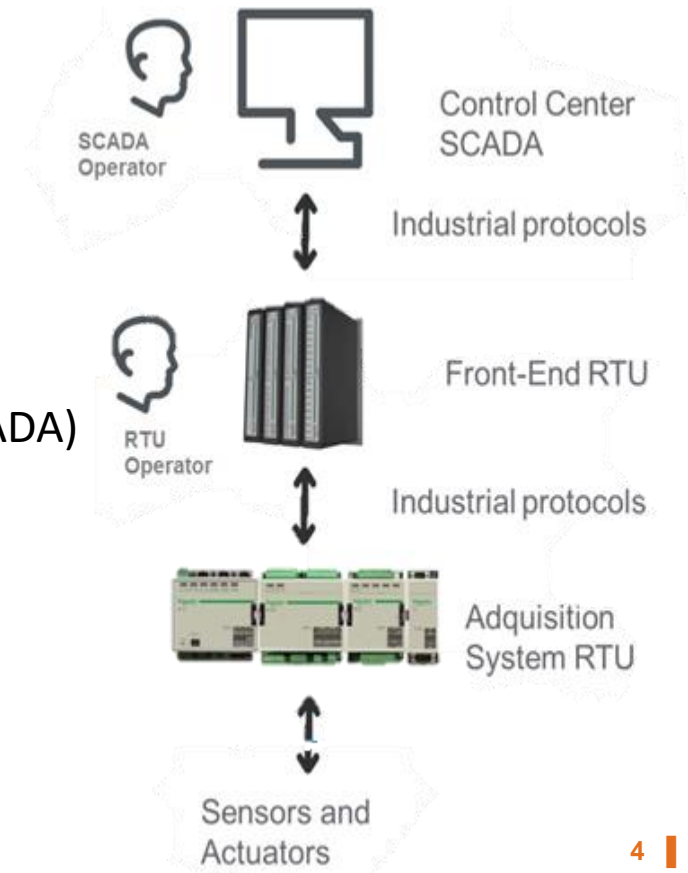 SCADA
Operator
Control Center
SCADA
Industrial protocols
Front-End RTU
ADA)
RTU
Operator
Industrial protocols
Adquisition
System RTU
Sensors and
Actuators
4